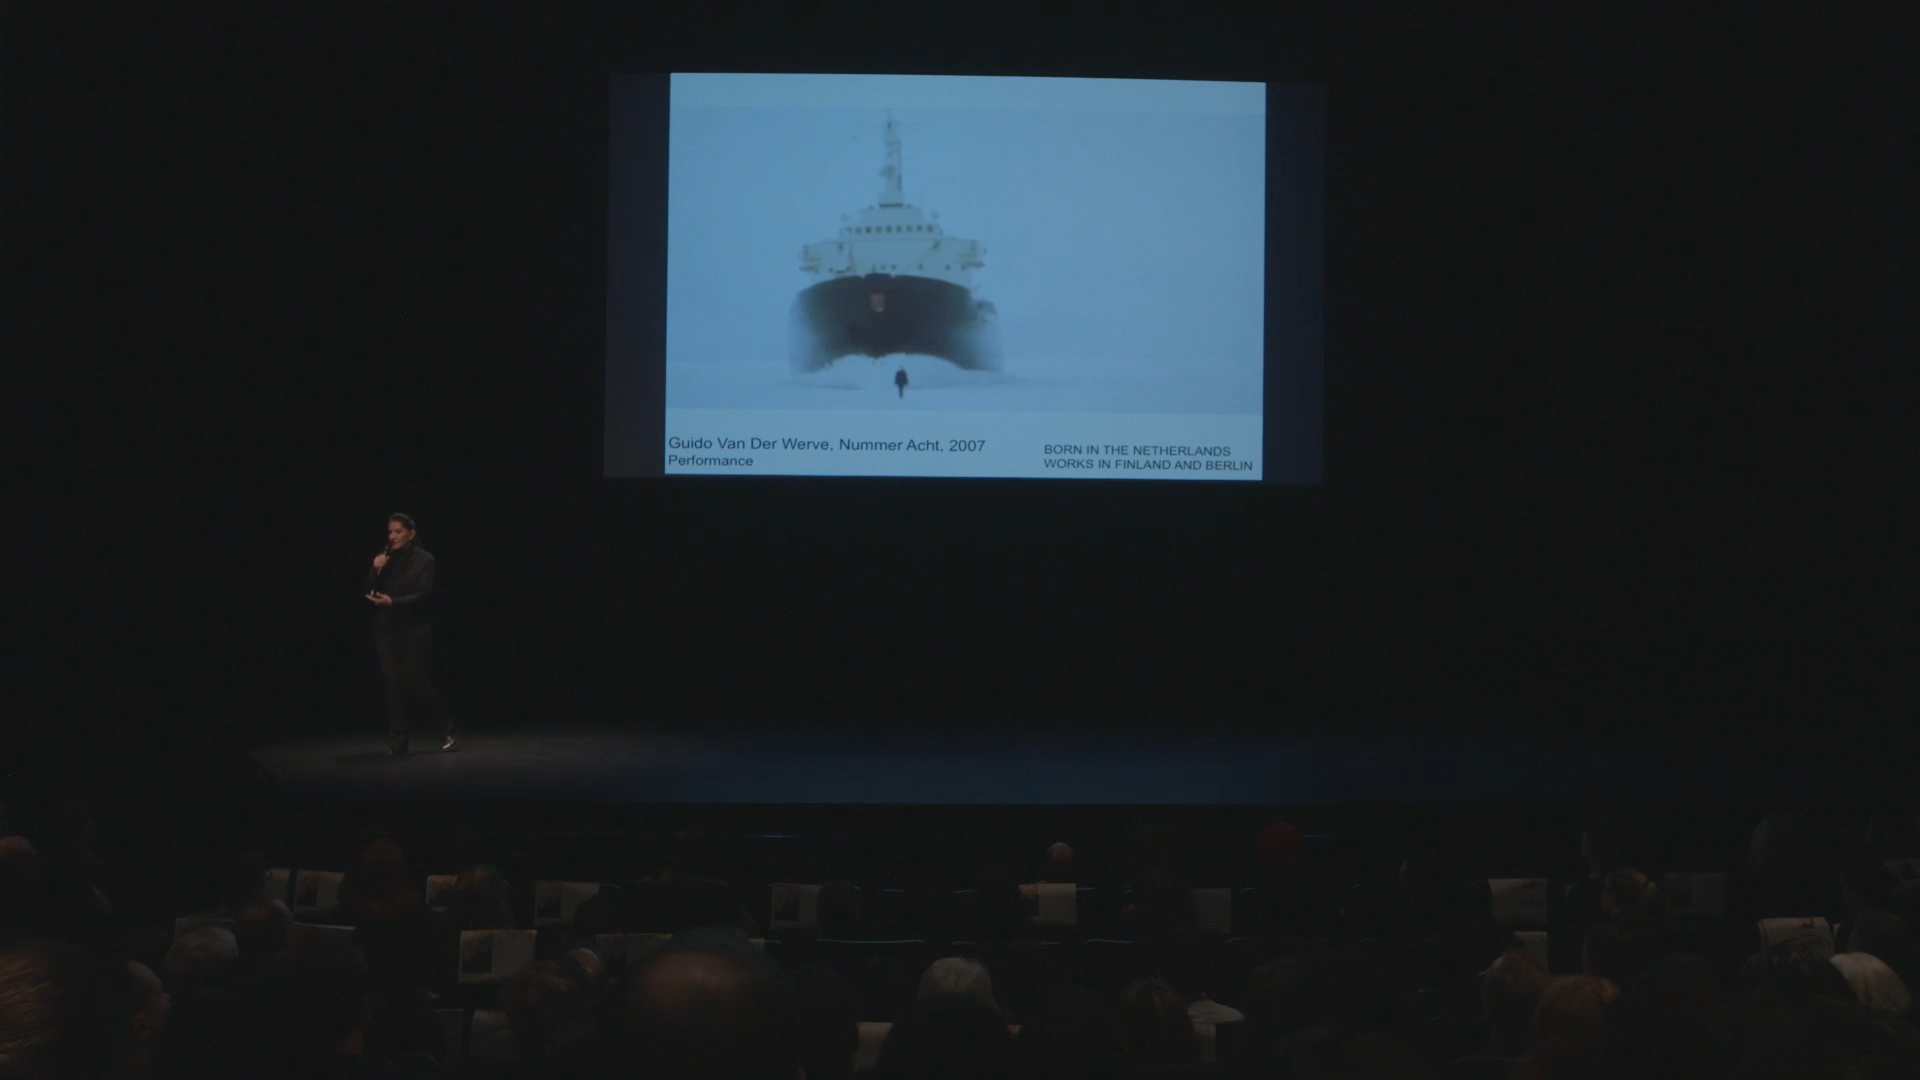 Guido Van Der Werve, Nummer Acht, 2007
Performance
BORN IN THE NETHERLANDS
WORKS IN FINLAND AND BERLIN